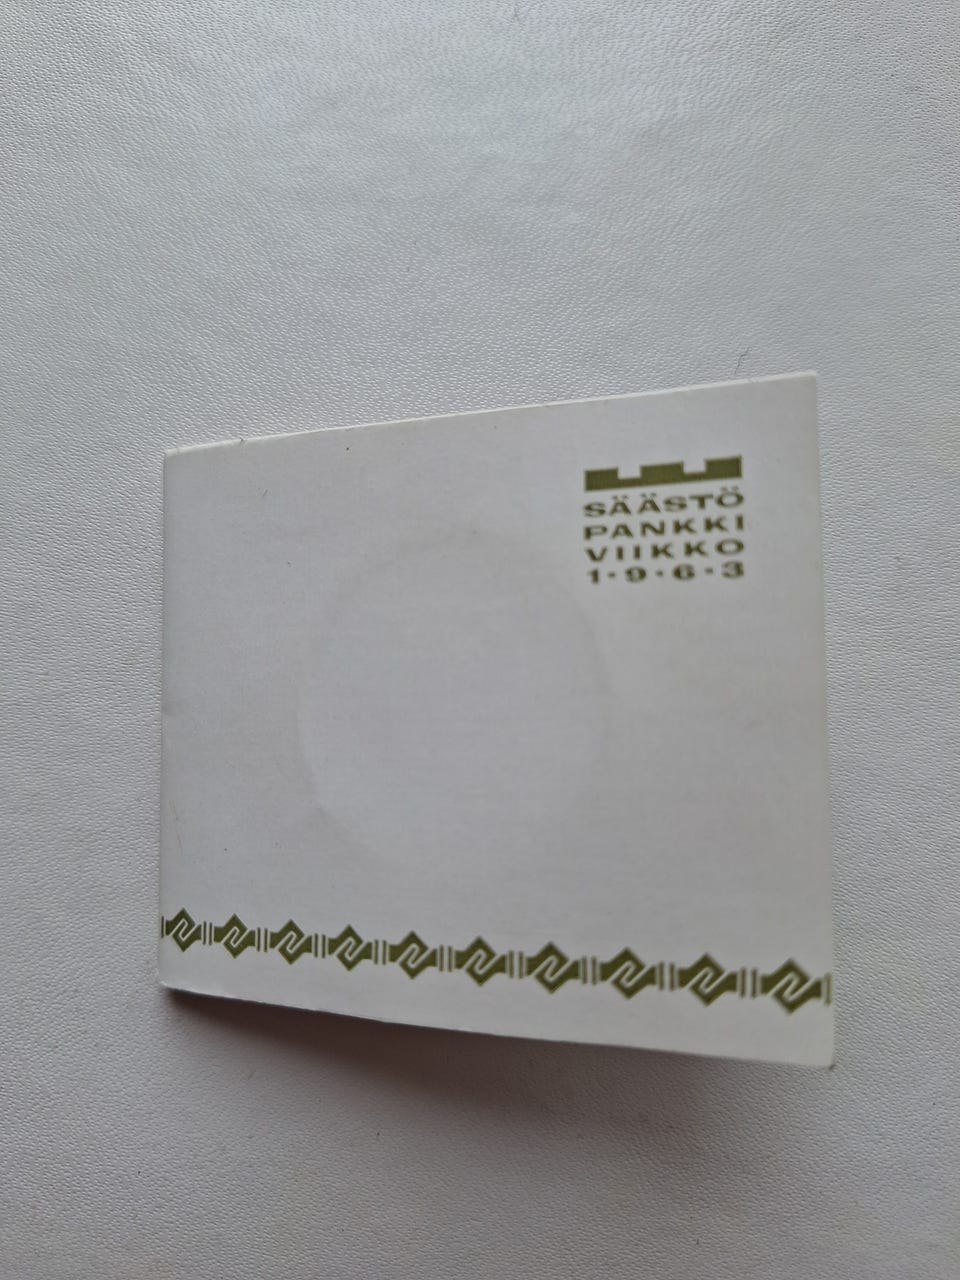 SÄÄSTÖ
PANKKI
VIIKKO
1·9·6·3